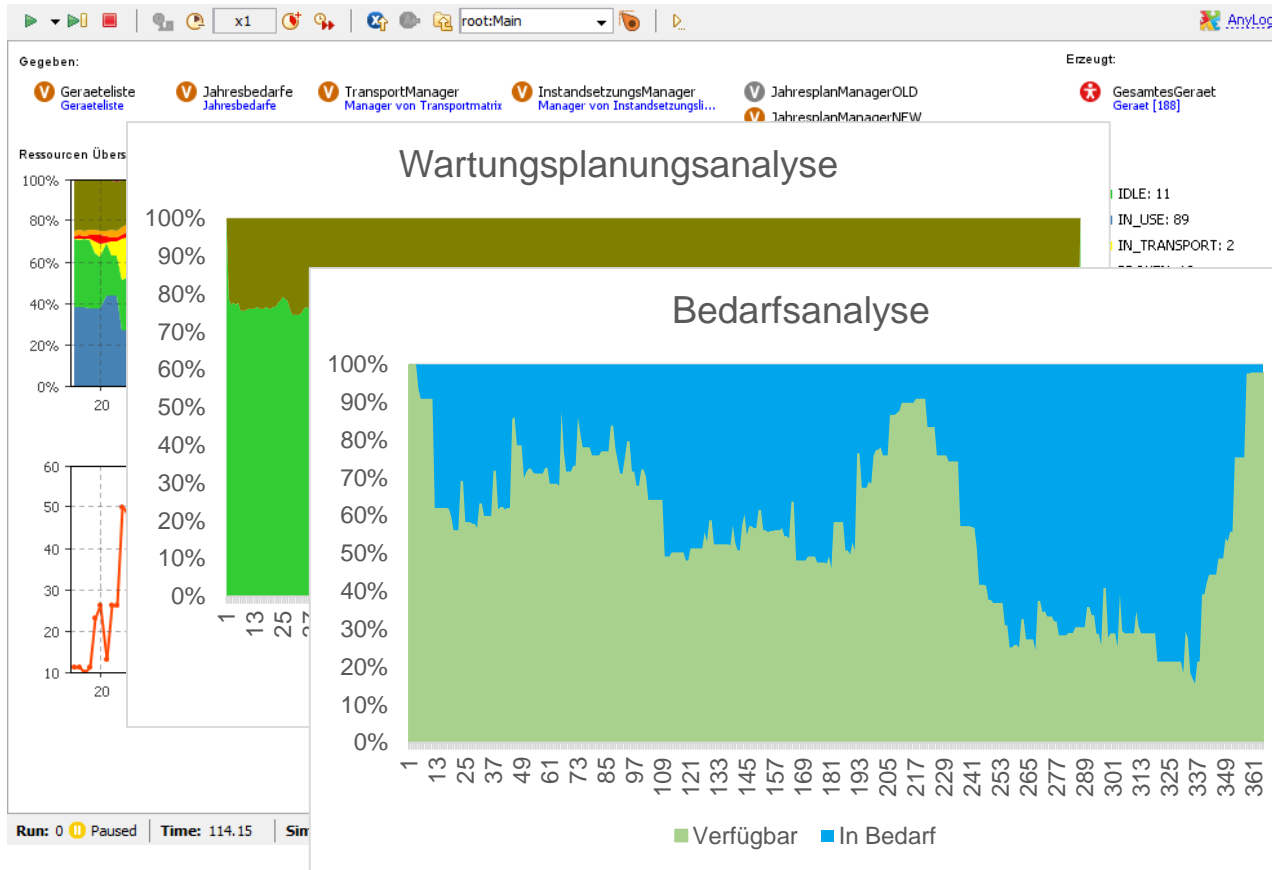 x1
root:Main
AnyLog
Gegeben:
Erzeugt:
Geraeteliste
Geraeteliste
Jahresbedarfe
Jahresbedarfe
TransportManager
Manager von Transportmatrix
InstandsetzungsManager
Manager von Instandsetzungsli...
JahresplanManagerOLD
JahresplanManagerNEW
GesamtesGeraet
Geraet [188]
Ressourcen Übers
100%
80%
60%
40%
20%
0%
20
IDLE: 11
IN_USE: 89
IN_TRANSPORT: 2
60
50
40
30
20
10
20
Wartungsplanungsanalyse
100%
90%
80%
70%
60%
50%
40%
30%
20%
10%
0%
1 13 25
Bedarfsanalyse
100%
90%
80%
70%
60%
50%
40%
30%
20%
10%
0%
1 13 25 37 49 61 73 85 97 109 121 133 145 157 169 181 193 205 217 229 241 253 265 277 289 301 313 325 337 349 361
Verfügbar In Bedarf
Run: 0 Paused Time: 114.15 Sim